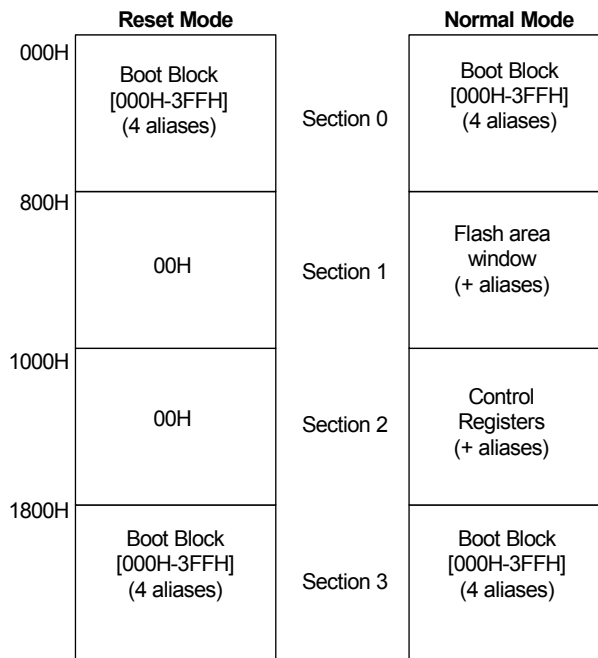 Reset Mode
Normal Mode
000H
Boot Block
[000H-3FFH]
(4 aliases)
Section 0
Boot Block
[000H-3FFH]
(4 aliases)
800H
00H
Section 1
Flash area
window
(+ aliases)
1000H
00H
Section 2
Control
Registers
(+ aliases)
1800H
Boot Block
[000H-3FFH]
(4 aliases)
Section 3
Boot Block
[000H-3FFH]
(4 aliases)